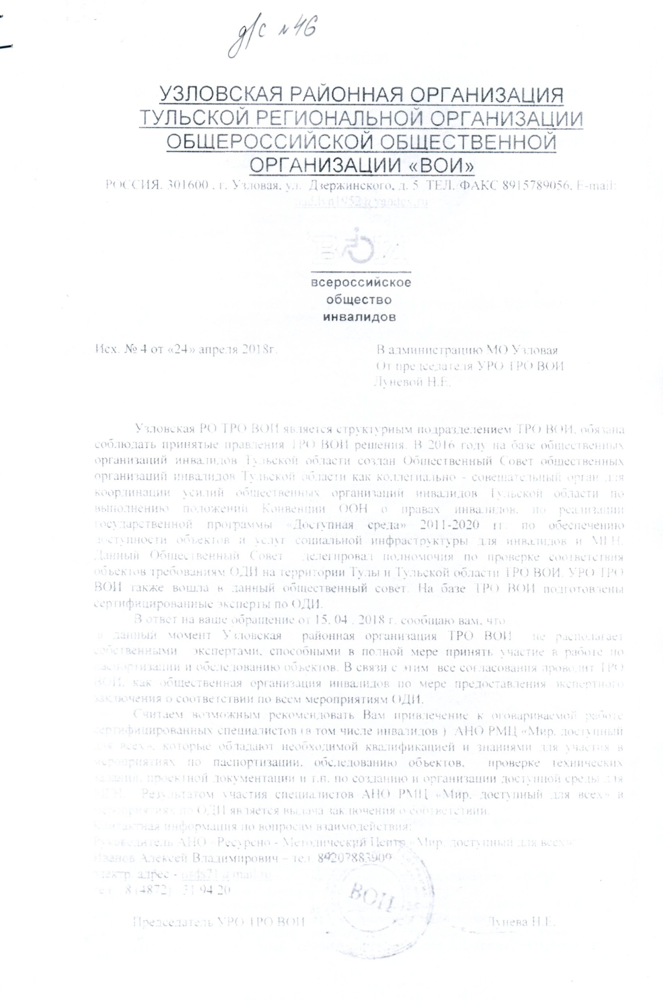 д/с №46
УЗЛОВСКАЯ РАЙОННАЯ ОРГАНИЗАЦИЯ
ТУЛЬСКОЙ РЕГИОНАЛЬНОЙ ОРГАНИЗАЦИИ
ОБЩЕРОССИЙСКОЙ ОБЩЕСТВЕННОЙ
ОРГАНИЗАЦИИ «ВОИ»
РОССИЯ, 301600 , г. Узловая, ул. Дзержинского, д. 5 ТЕЛ. ФАКС 8915789056, E-mail:
ВОИ
всероссийское
общество
инвалидов
Исх. № 4 от «24» апреля 2018г.
В администрацию МО Узловая
От председателя УРО ТРО ВОИ
Луневой Н.Е.
Узловская РО ТРО ВОИ является структурным подразделением ТРО ВОИ, обязана
соблюдать принятые правления ТРО ВОИ решения. В 2016 году на базе общественных
организаций инвалидов Тульской области создан Общественный Совет общественных
организаций инвалидов Тульской области как коллегиально - совещательный орган для
координации усилий общественных организаций инвалидов Тульской области по
выполнению положений Конвенции ООН о правах инвалидов, по реализации
государственной программы «Доступная среда» 2011-2020 гг. по обеспечению
доступности объектов и услуг социальной инфраструктуры для инвалидов и МГН.
Данный Общественный Совет делегировал полномочия по проверке соответствия
объектов требованиям ОДИ на территории Тулы и Тульской области ТРО ВОИ. УРО ТРО
ВОИ также вошла в данный общественный совет. На базе ТРО ВОИ подготовлены
сертифицированные эксперты по ОДИ.
В ответ на ваше обращение от 15. 04 . 2018 г. сообщаю вам, что
в данный момент Узловская районная организация ТРО ВОИ не располагает
собственными экспертами, способными в полной мере принять участие в работе по
паспортизации и обследованию объектов. В связи с этим все согласования проводит ТРО
ВОИ, как общественная организация инвалидов по мере предоставления экспертного
заключения о соответствии по всем мероприятиям ОДИ.
Считаем возможным рекомендовать Вам привлечение к оговариваемой работе
сертифицированных специалистов (в том числе инвалидов ) АНО РМЦ «Мир, доступный
для всех», которые обладают необходимой квалификацией и знаниями для участия в
мероприятиях по паспортизации, обследованию объектов, проверке технических
заданий, проектной документации и т.п. по созданию и организации доступной среды для
МГН. Результатом участия специалистов АНО РМЦ «Мир, доступный для всех» в
мероприятиях по ОДИ является выдача заключения о соответствии.
Контактная информация по вопросам взаимодействия:
Руководитель АНО «Ресурсно - Методический Центр «Мир, доступный для всех»
Иванов Алексей Владимирович – тел. 89207883909
электр. адрес -
тел. 8 (4872) 31 94 20
ВОИ
Председатель УРО ТРО ВОИ Лунева Н.Е.